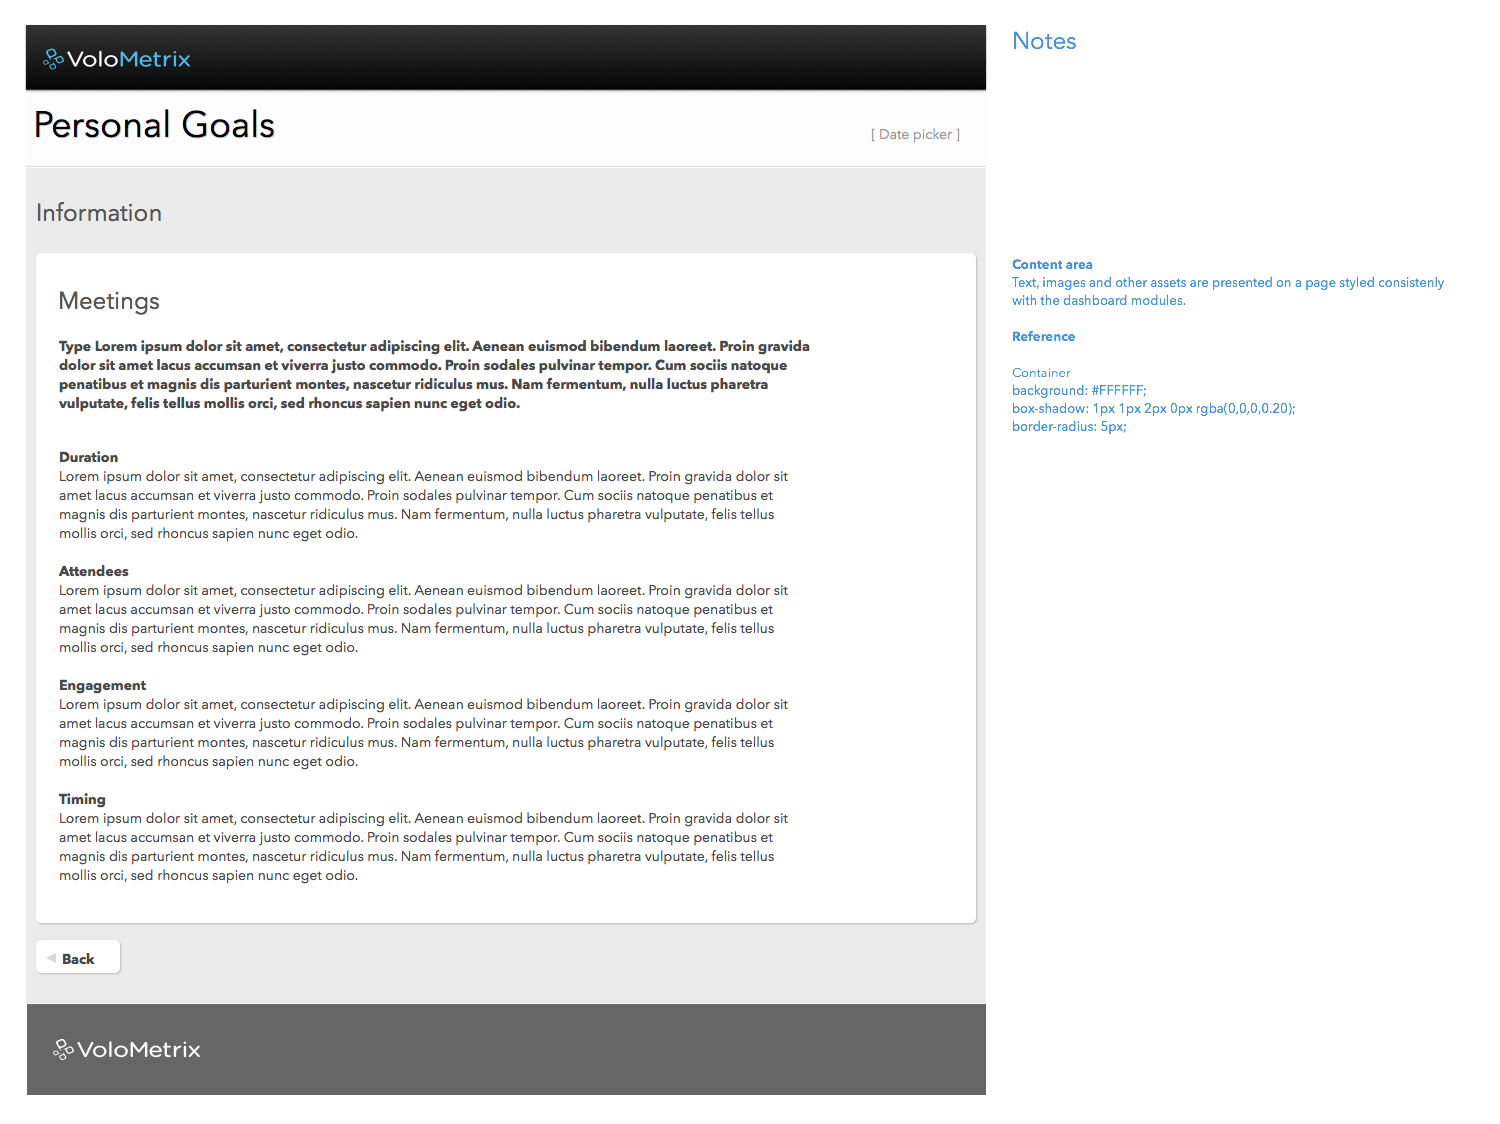 VoloMetrix
Personal Goals
[ Date picker ]
Information
Meetings
Type Lorem ipsum dolor sit amet, consectetur adipiscing elit. Aenean euismod bibendum laoreet. Proin gravida
dolor sit amet lacus accumsan et viverra justo commodo. Proin sodales pulvinar tempor. Cum sociis natoque
penatibus et magnis dis parturient montes, nascetur ridiculus mus. Nam fermentum, nulla luctus pharetra
vulputate, felis tellus mollis orci, sed rhoncus sapien nunc eget odio.
Duration
Lorem ipsum dolor sit amet, consectetur adipiscing elit. Aenean euismod bibendum laoreet. Proin gravida dolor sit
amet lacus accumsan et viverra justo commodo. Proin sodales pulvinar tempor. Cum sociis natoque penatibus et
magnis dis parturient montes, nascetur ridiculus mus. Nam fermentum, nulla luctus pharetra vulputate, felis tellus
mollis orci, sed rhoncus sapien nunc eget odio.
Attendees
Lorem ipsum dolor sit amet, consectetur adipiscing elit. Aenean euismod bibendum laoreet. Proin gravida dolor sit
amet lacus accumsan et viverra justo commodo. Proin sodales pulvinar tempor. Cum sociis natoque penatibus et
magnis dis parturient montes, nascetur ridiculus mus. Nam fermentum, nulla luctus pharetra vulputate, felis tellus
mollis orci, sed rhoncus sapien nunc eget odio.
Engagement
Lorem ipsum dolor sit amet, consectetur adipiscing elit. Aenean euismod bibendum laoreet. Proin gravida dolor sit
amet lacus accumsan et viverra justo commodo. Proin sodales pulvinar tempor. Cum sociis natoque penatibus et
magnis dis parturient montes, nascetur ridiculus mus. Nam fermentum, nulla luctus pharetra vulputate, felis tellus
mollis orci, sed rhoncus sapien nunc eget odio.
Timing
Lorem ipsum dolor sit amet, consectetur adipiscing elit. Aenean euismod bibendum laoreet. Proin gravida dolor sit
amet lacus accumsan et viverra justo commodo. Proin sodales pulvinar tempor. Cum sociis natoque penatibus et
magnis dis parturient montes, nascetur ridiculus mus. Nam fermentum, nulla luctus pharetra vulputate, felis tellus
mollis orci, sed rhoncus sapien nunc eget odio.
Back
VoloMetrix
Notes
Content area
Text, images and other assets are presented on a page styled consistenly
with the dashboard modules.
Reference
Container
background: #FFFFFF;
box-shadow: 1px 1px 2px 0px rgba(0,0,0,0.20);
border-radius: 5px;